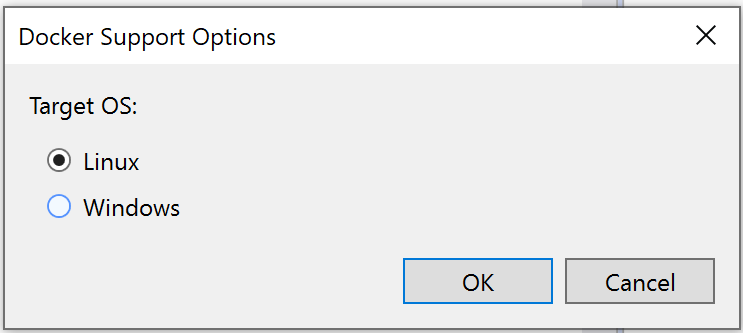 Docker Support Options
Target OS:
Linux
Windows
OK Cancel